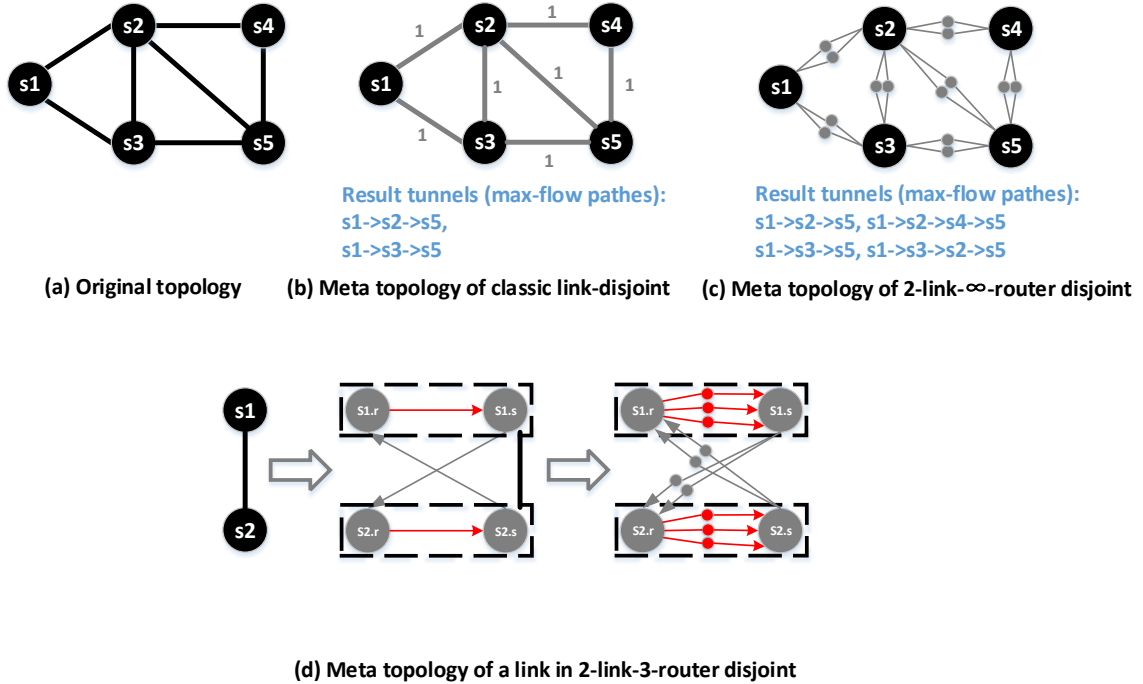 s2
s4
s1
s3
s5
(a) Original topology
s2
1
s4
1
s1
1
1
1
1
s3
1
s5
Result tunnels (max-flow pathes):
s1->s2->s5,
s1->s3->s5
(b) Meta topology of classic link-disjoint
s2
s4
s1
s3
s5
Result tunnels (max-flow pathes):
s1->s2->s5, s1->s2->s4->s5
s1->s3->s5, s1->s3->s2->s5
(c) Meta topology of 2-link-∞-router disjoint
s1
s2
S1.r
S1.s
S2.r
S2.s
S1.r
S1.s
S2.r
S2.s
(d) Meta topology of a link in 2-link-3-router disjoint